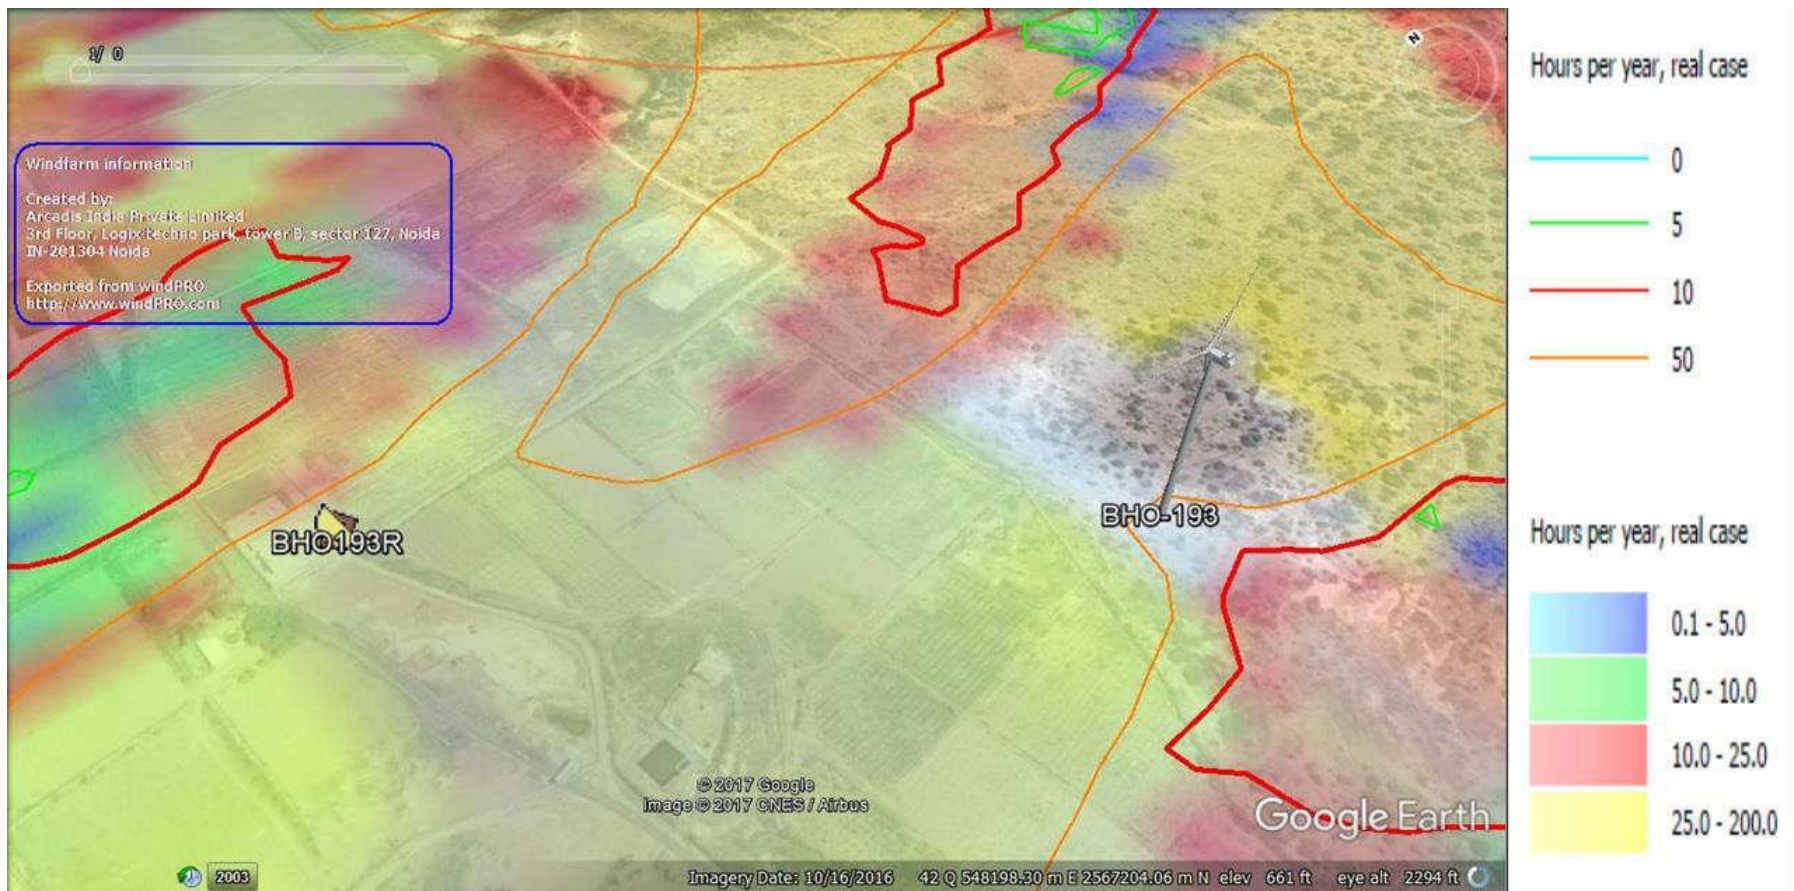 1/ 0
Windfarm information
Created by:
Arcadis India Private Limited
3rd Floor, Logix techno park, tower B, sector 127, Noida
IN-201304 Noida
Exported from windPRO
http://www.windPRO.com
N
BHO193R
BHO-193
© 2017 Google
Image © 2017 CNES / Airbus
Google Earth
2003
Imagery Date: 10/16/2016 42 Q 548198.30 m E 2567204.06 m N elev 661 ft eye alt 2294 ft
Hours per year, real case
0
5
10
50
Hours per year, real case
0.1 - 5.0
5.0 - 10.0
10.0 - 25.0
25.0 - 200.0